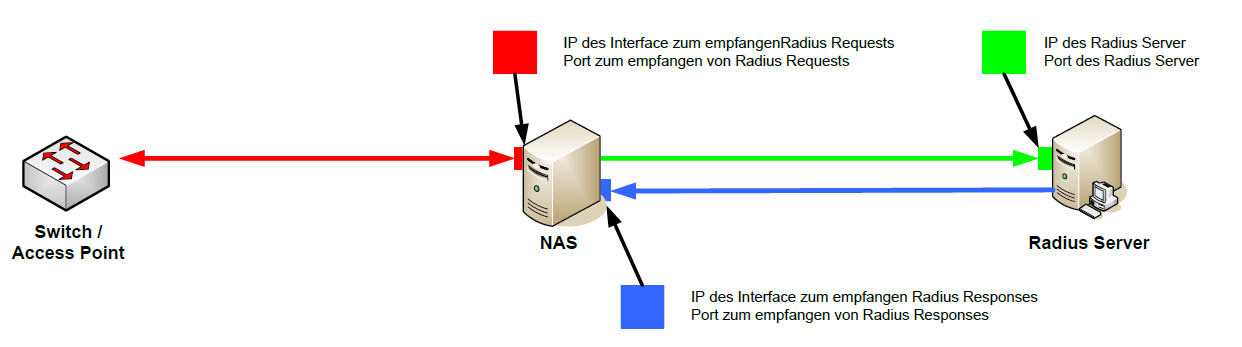 IP des Interface zum empfangenRadius Requests
Port zum empfangen von Radius Requests
IP des Radius Server
Port des Radius Server
Switch /
Access Point
NAS
Radius Server
IP des Interface zum empfangen Radius Responses
Port zum empfangen von Radius Responses